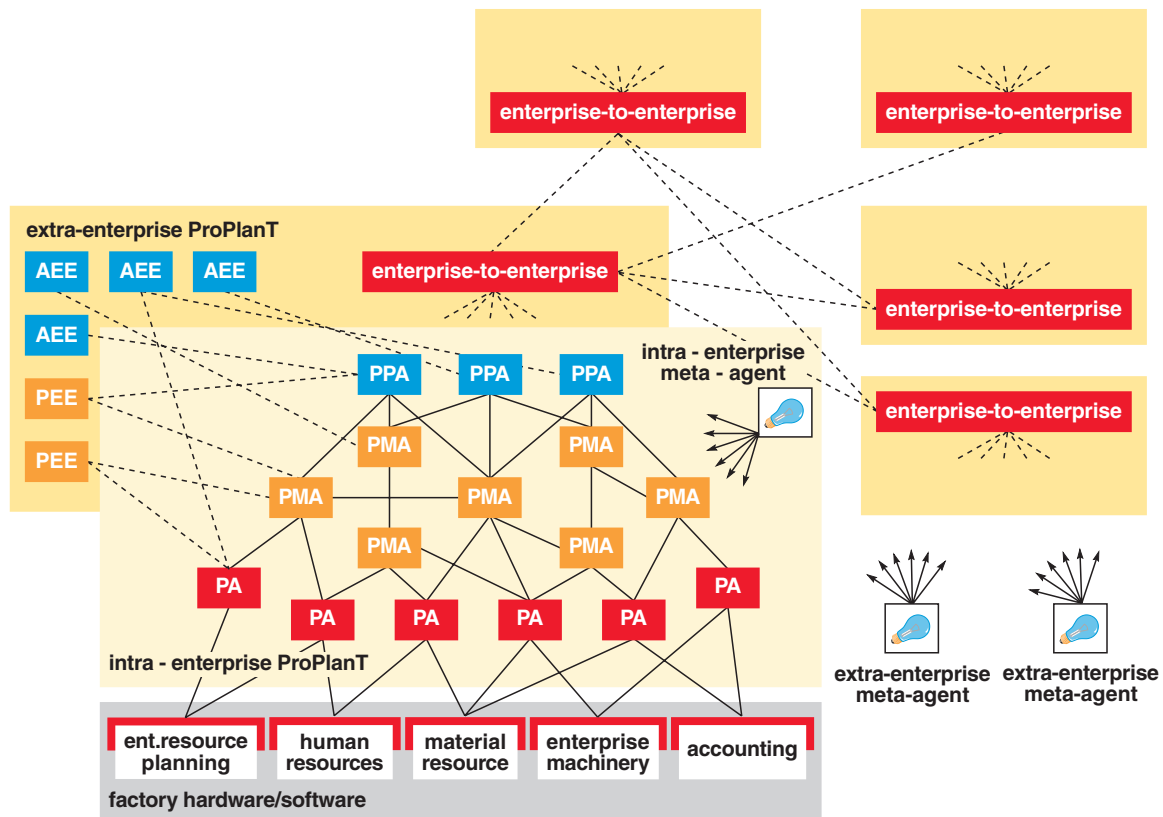 enterprise-to-enterprise
enterprise-to-enterprise
extra-enterprise ProPlanT
AEE
AEE
AEE
enterprise-to-enterprise
enterprise-to-enterprise
AEE
intra - enterprise
meta - agent
PPA
PPA
PPA
PEE
enterprise-to-enterprise
PMA
PMA
PEE
PMA
PMA
PMA
PMA
PMA
PA
PA
PA
PA
PA
PA
intra - enterprise ProPlanT
extra-enterprise
meta-agent
extra-enterprise
meta-agent
ent.resource
planning
human
resources
material
resource
enterprise
machinery
accounting
factory hardware/software